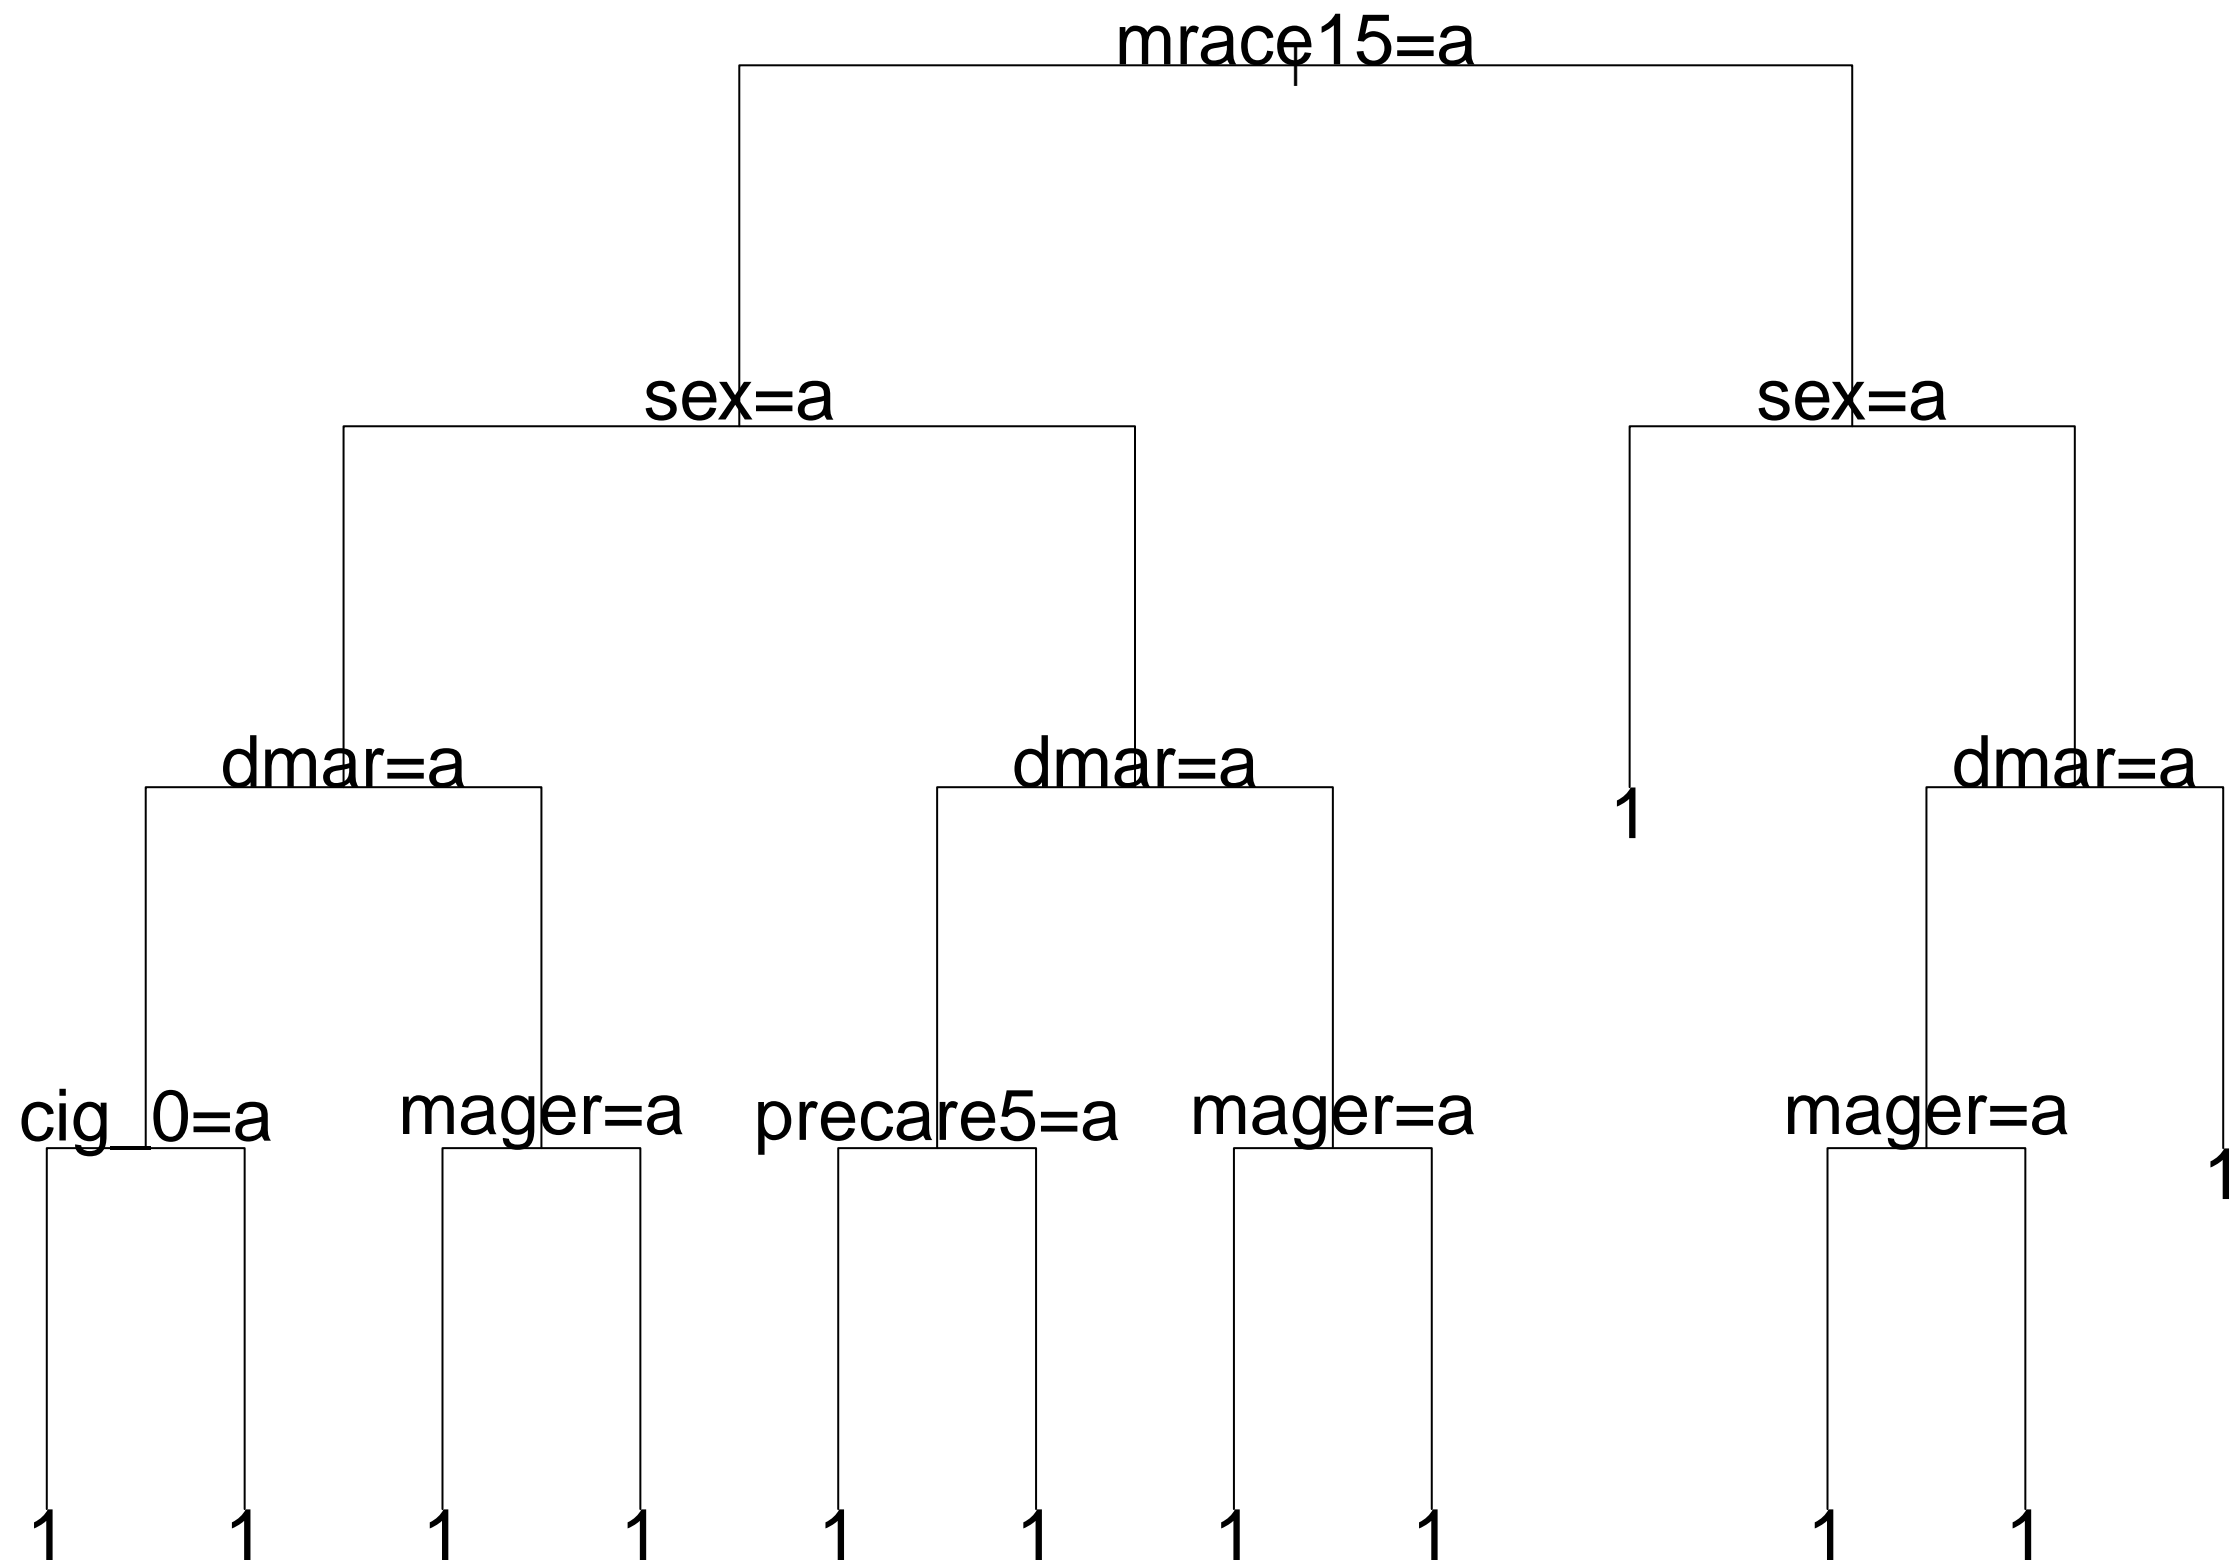 mrace15=a
sex=a sex=a
dmar=a dmar=a dmar=a
1
cig_0=a mager=a precare5=a mager=a mager=a
1
1 1 1 1 1 1 1 1 1 1